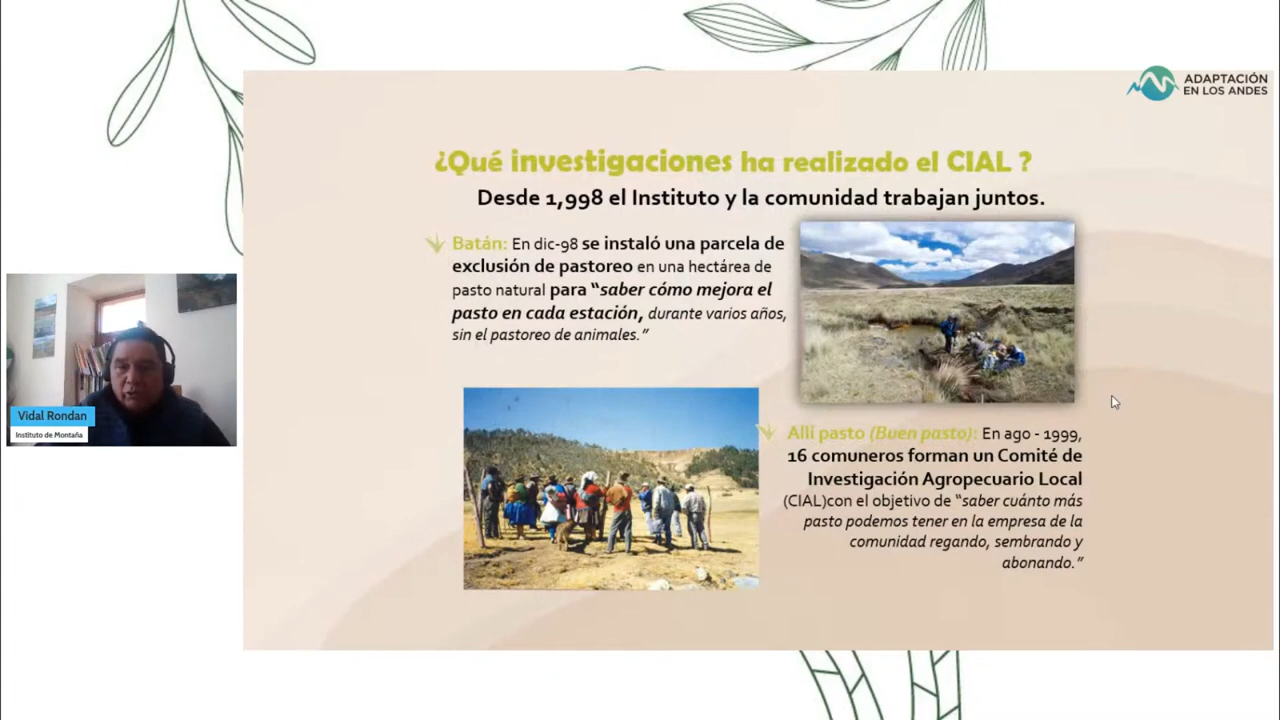 ADAPTACIÓN
EN LOS ANDES
¿Qué investigaciones ha realizado el CIAL ?
Desde 1,998 el Instituto y la comunidad trabajan juntos.
Batán: En dic-98 se instaló una parcela de
exclusión de pastoreo en una hectárea de
pasto natural para “saber cómo mejora el
pasto en cada estación, durante varios años,
sin el pastoreo de animales.”
Vidal Rondan
Instituto de Montaña
Allí pasto (Buen pasto): En ago - 1999,
16 comuneros forman un Comité de
Investigación Agropecuario Local
(CIAL)con el objetivo de “saber cuánto más
pasto podemos tener en la empresa de la
comunidad regando, sembrando y
abonando.”